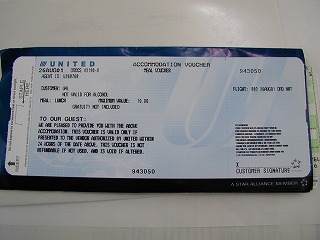 UNITED
ACCOMMODATION VOUCHER
MEAL VOUCHER
943050
CUSTOMER:
NOT VALID FOR ALCOHOL
MEAL: LUNCH MAXIMUM VALUE: 10.00
GRATUITY NOT INCLUDED
FLIGHT:
TO OUR GUEST:
WE ARE PLEASED TO PROVIDE YOU WITH THE ABOVE
ACCOMMODATION. THIS VOUCHER IS VALID ONLY IF
PRESENTED TO THE VENDOR AUTHORIZED BY UNITED WITHIN
24 HOURS OF THE DATE ABOVE. THIS VOUCHER IS NOT
REFUNDABLE IF NOT USED, AND IS VOID IF ALTERED.
943050
X
CUSTOMER SIGNATURE
A STAR ALLIANCE MEMBER